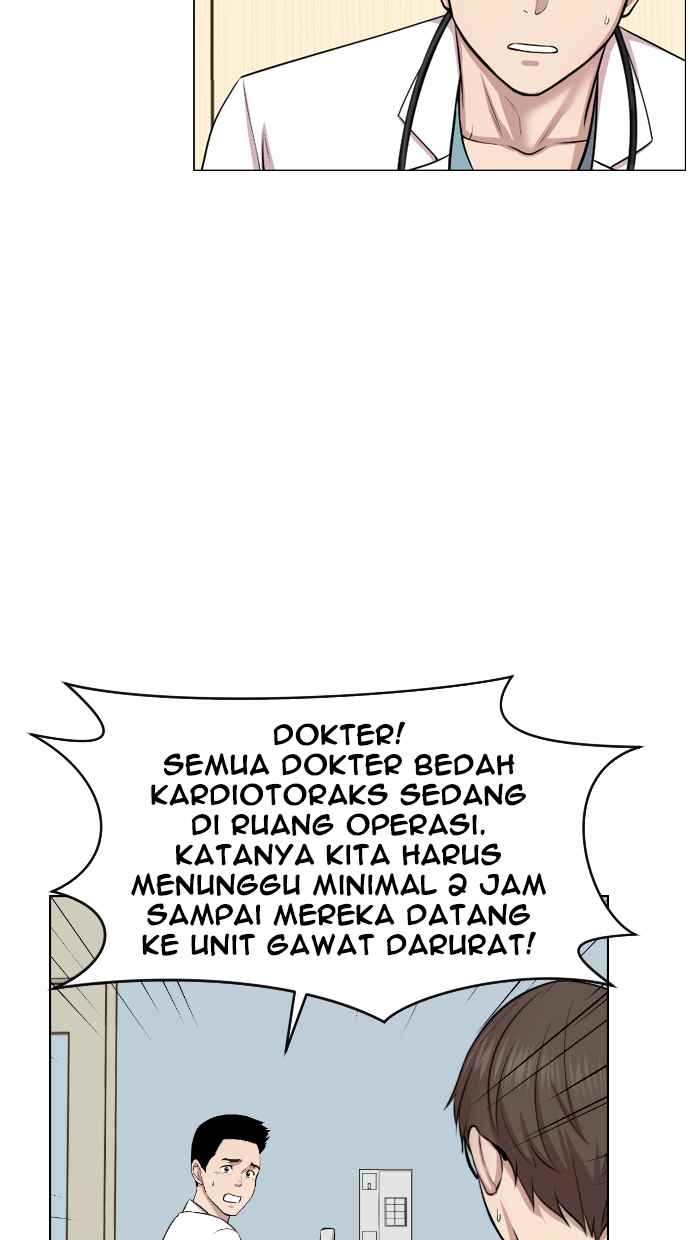 DOKTER!
SEMUA DOKTER BEDAH
KARDIOTORAKS SEDANG
DI RUANG OPERASI.
KATANYA KITA HARUS
MENUNGGU MINIMAL 2 JAM
SAMPAI MEREKA DATANG
KE UNIT GAWAT DARURAT!